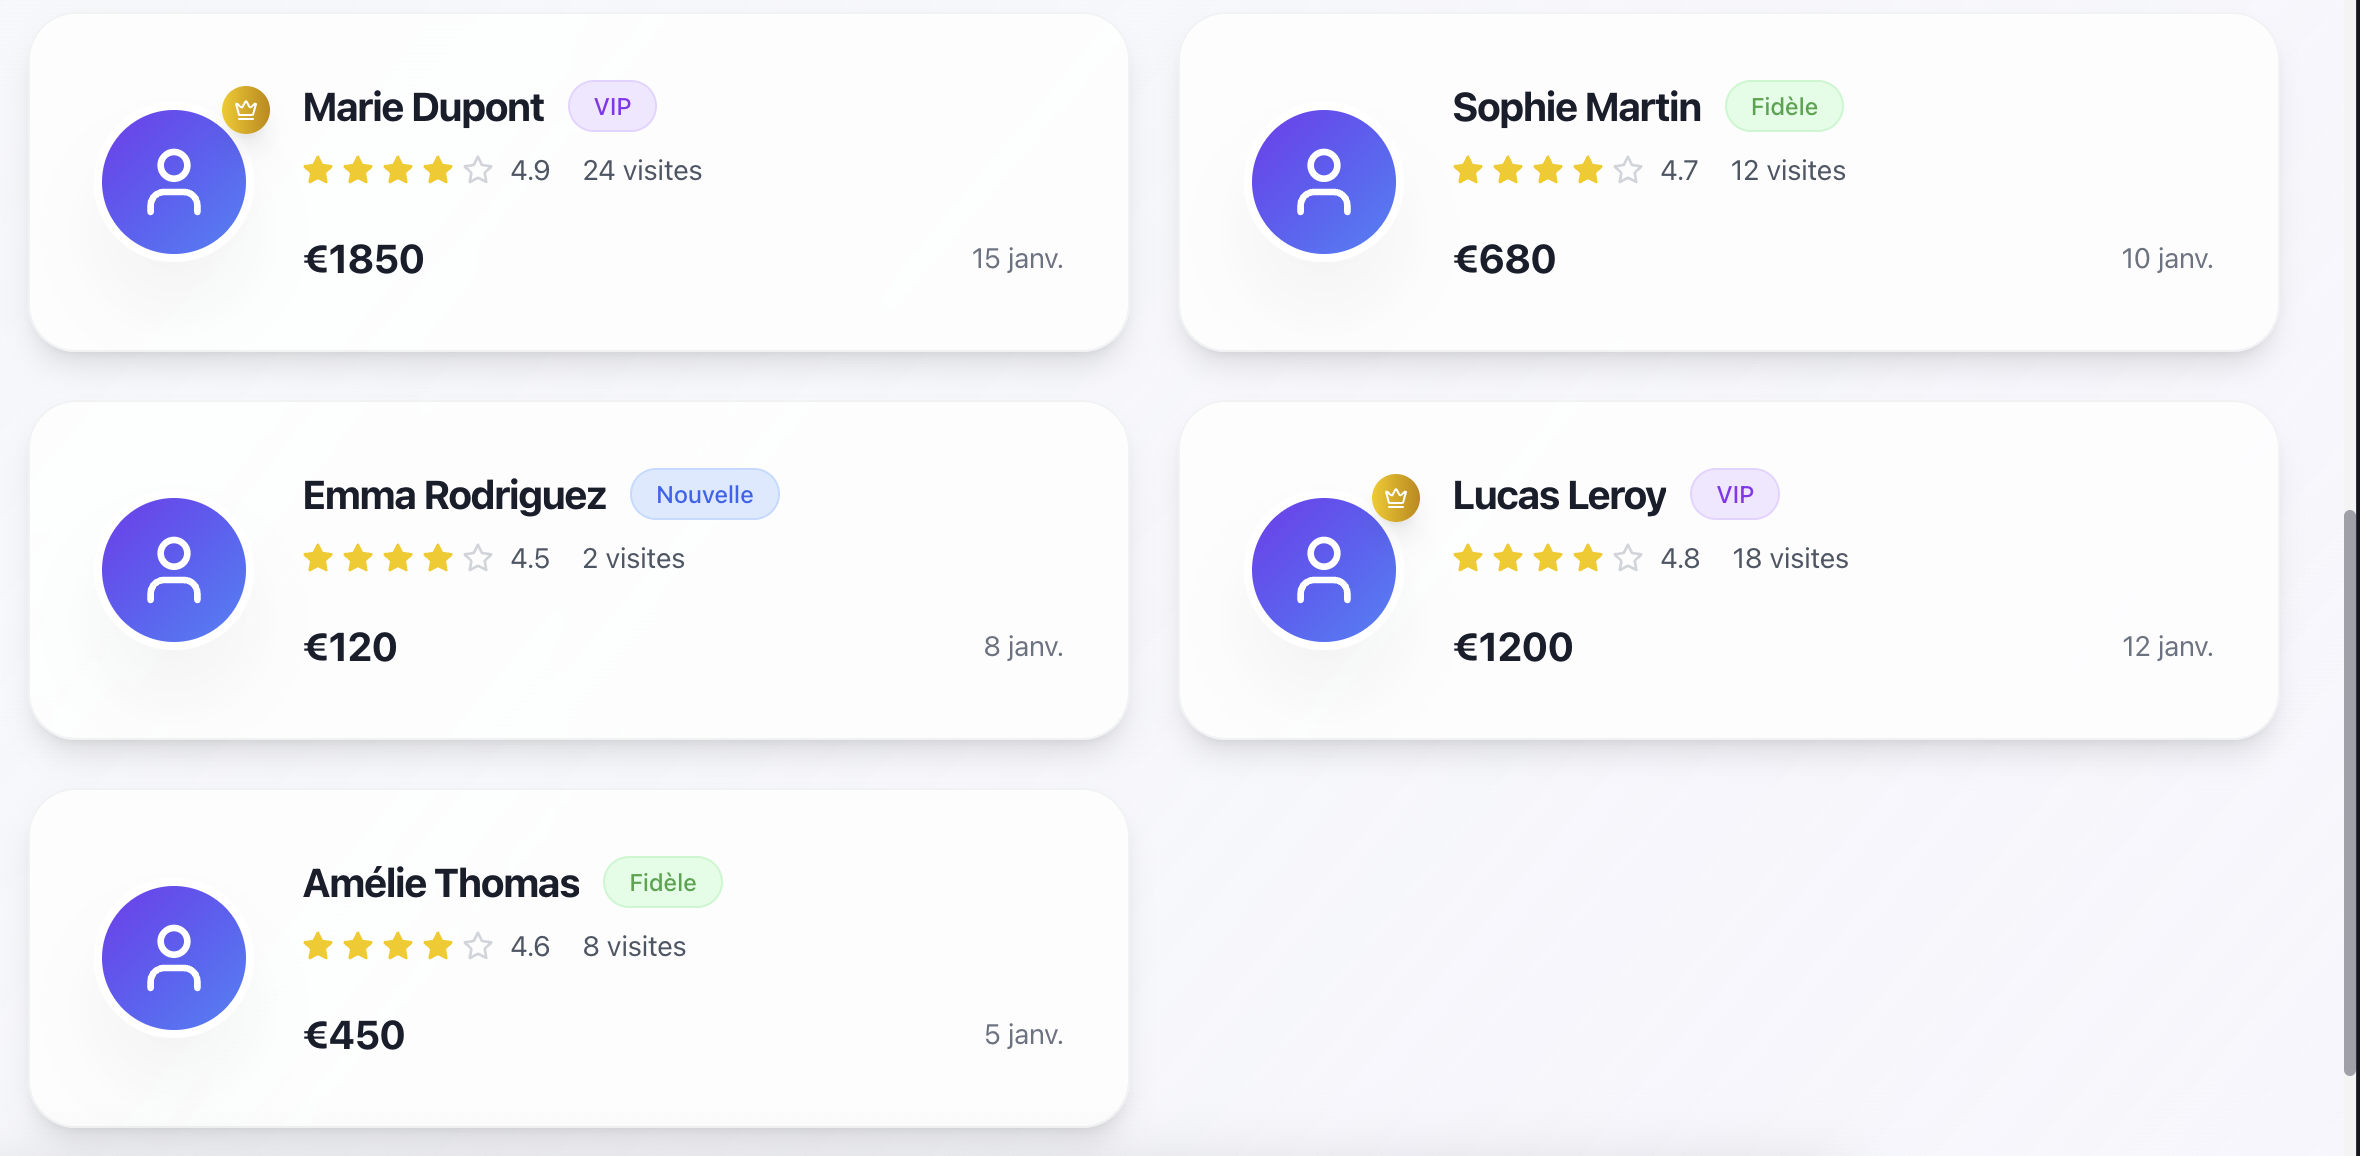 Marie Dupont VIP
4.9 24 visites
€1850 15 janv.
Sophie Martin Fidèle
4.7 12 visites
€680 10 janv.
Emma Rodriguez Nouvelle
4.5 2 visites
€120 8 janv.
Lucas Leroy VIP
4.8 18 visites
€1200 12 janv.
Amélie Thomas Fidèle
4.6 8 visites
€450 5 janv.